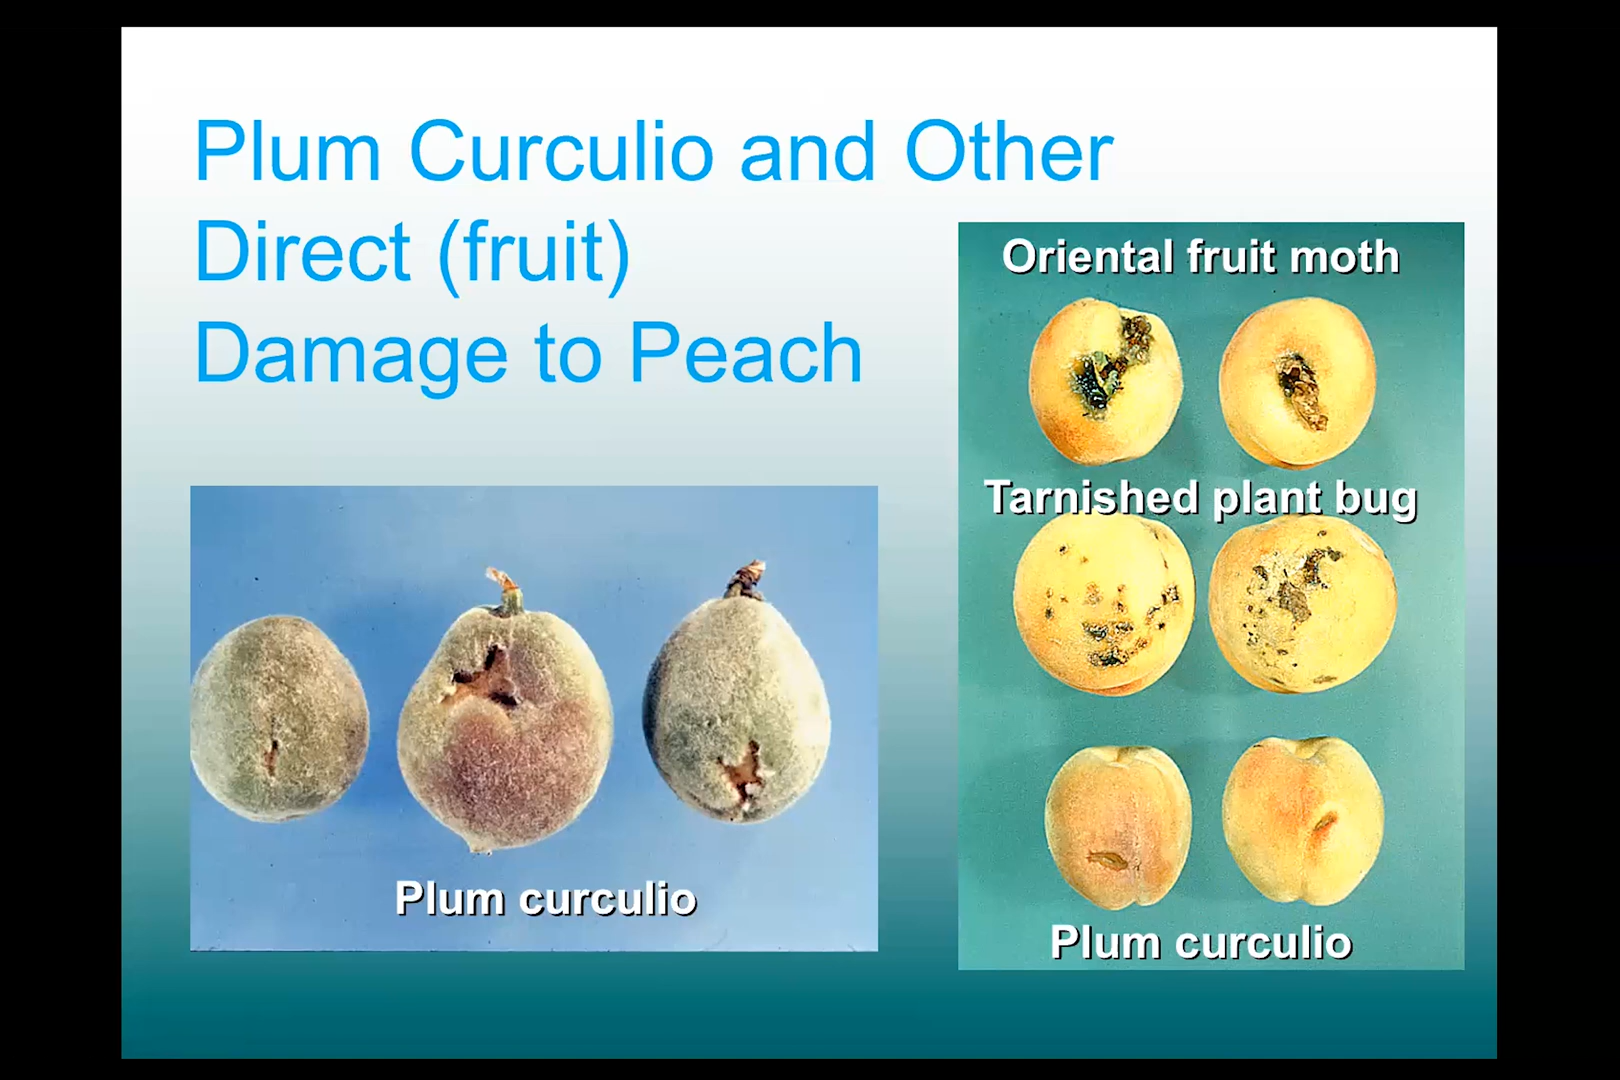 Plum Curculio and Other
Direct (fruit)
Damage to Peach
Plum curculio
Oriental fruit moth
Tarnished plant bug
Plum curculio